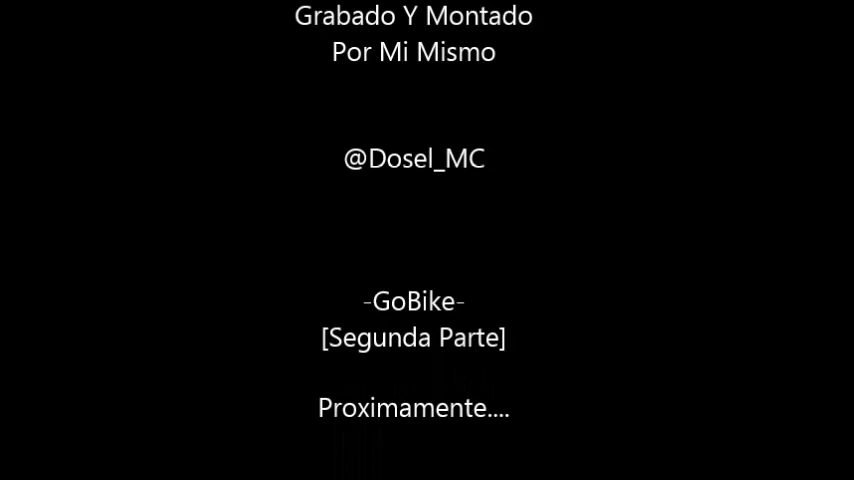 Grabado Y Montado
Por Mi Mismo
@Dosel_MC
-GoBike-
[Segunda Parte]
Proximamente....